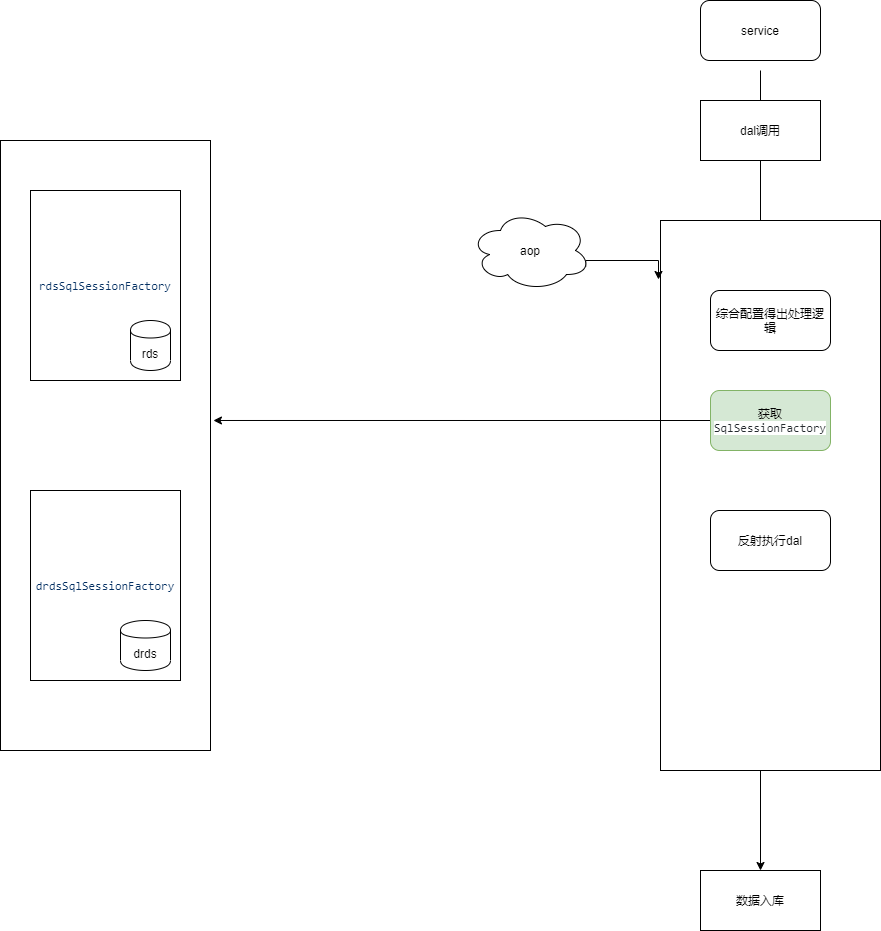 service
dal调用
aop
rdsSqlSessionFactory
rds
综合配置得出处理逻
辑
获取
SqlSessionFactory
反射执行dal
drdsSqlSessionFactory
drds
数据入库